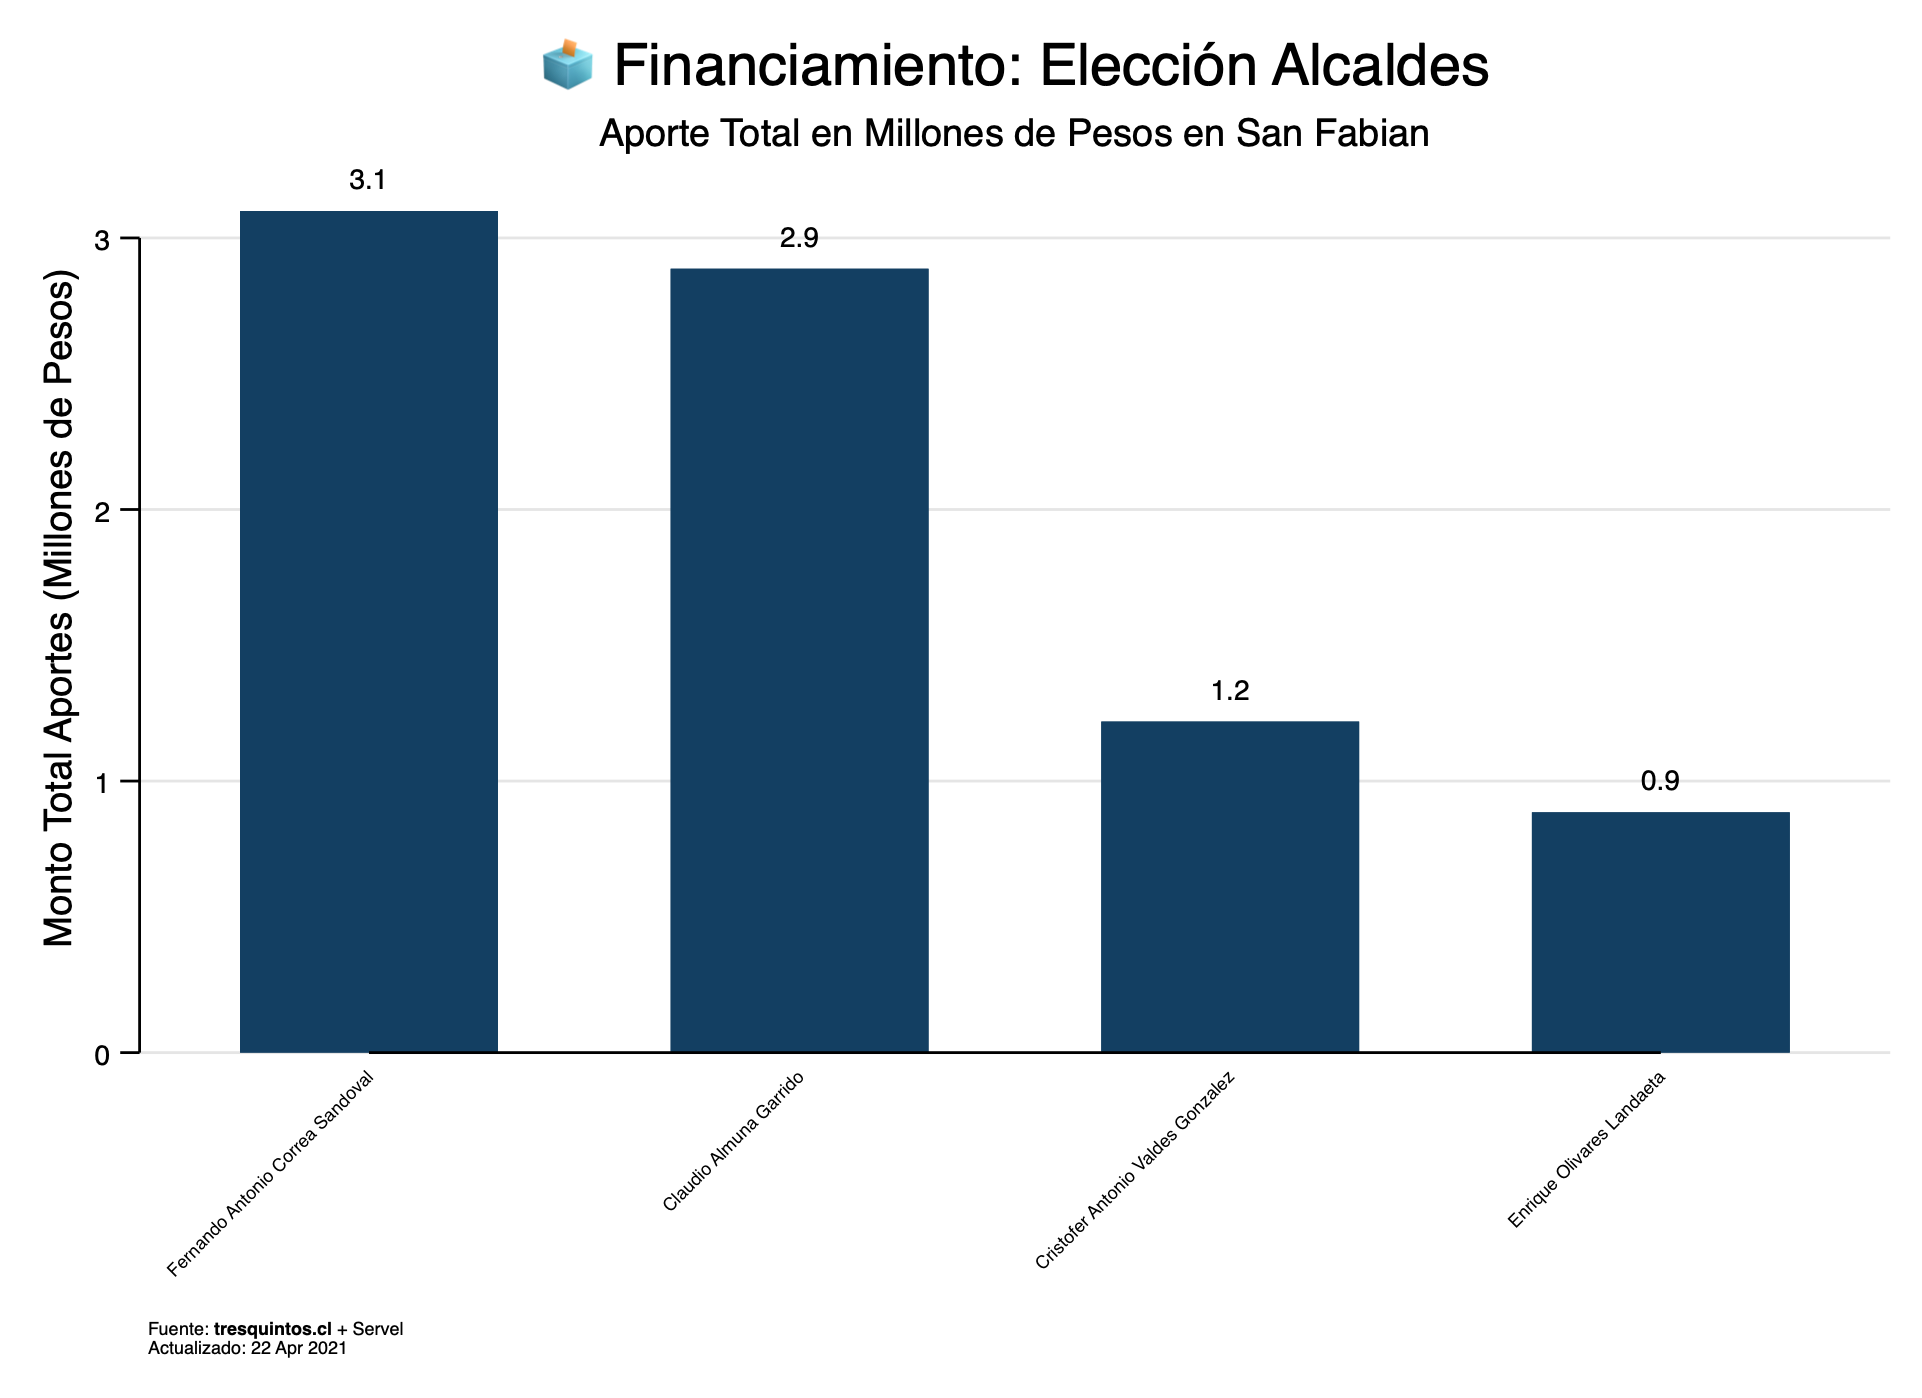 Financiamiento: Elección Alcaldes
Aporte Total en Millones de Pesos en San Fabian
Monto Total Aportes (Millones de Pesos)
3
2
1
0
3.1
2.9
1.2
0.9
Fernando Antonio Correa Sandoval
Claudio Almuna Garrido
Cristofer Antonio Valdes Gonzalez
Enrique Olivares Landaeta
Fuente: tresquintos.cl + Servel
Actualizado: 22 Apr 2021